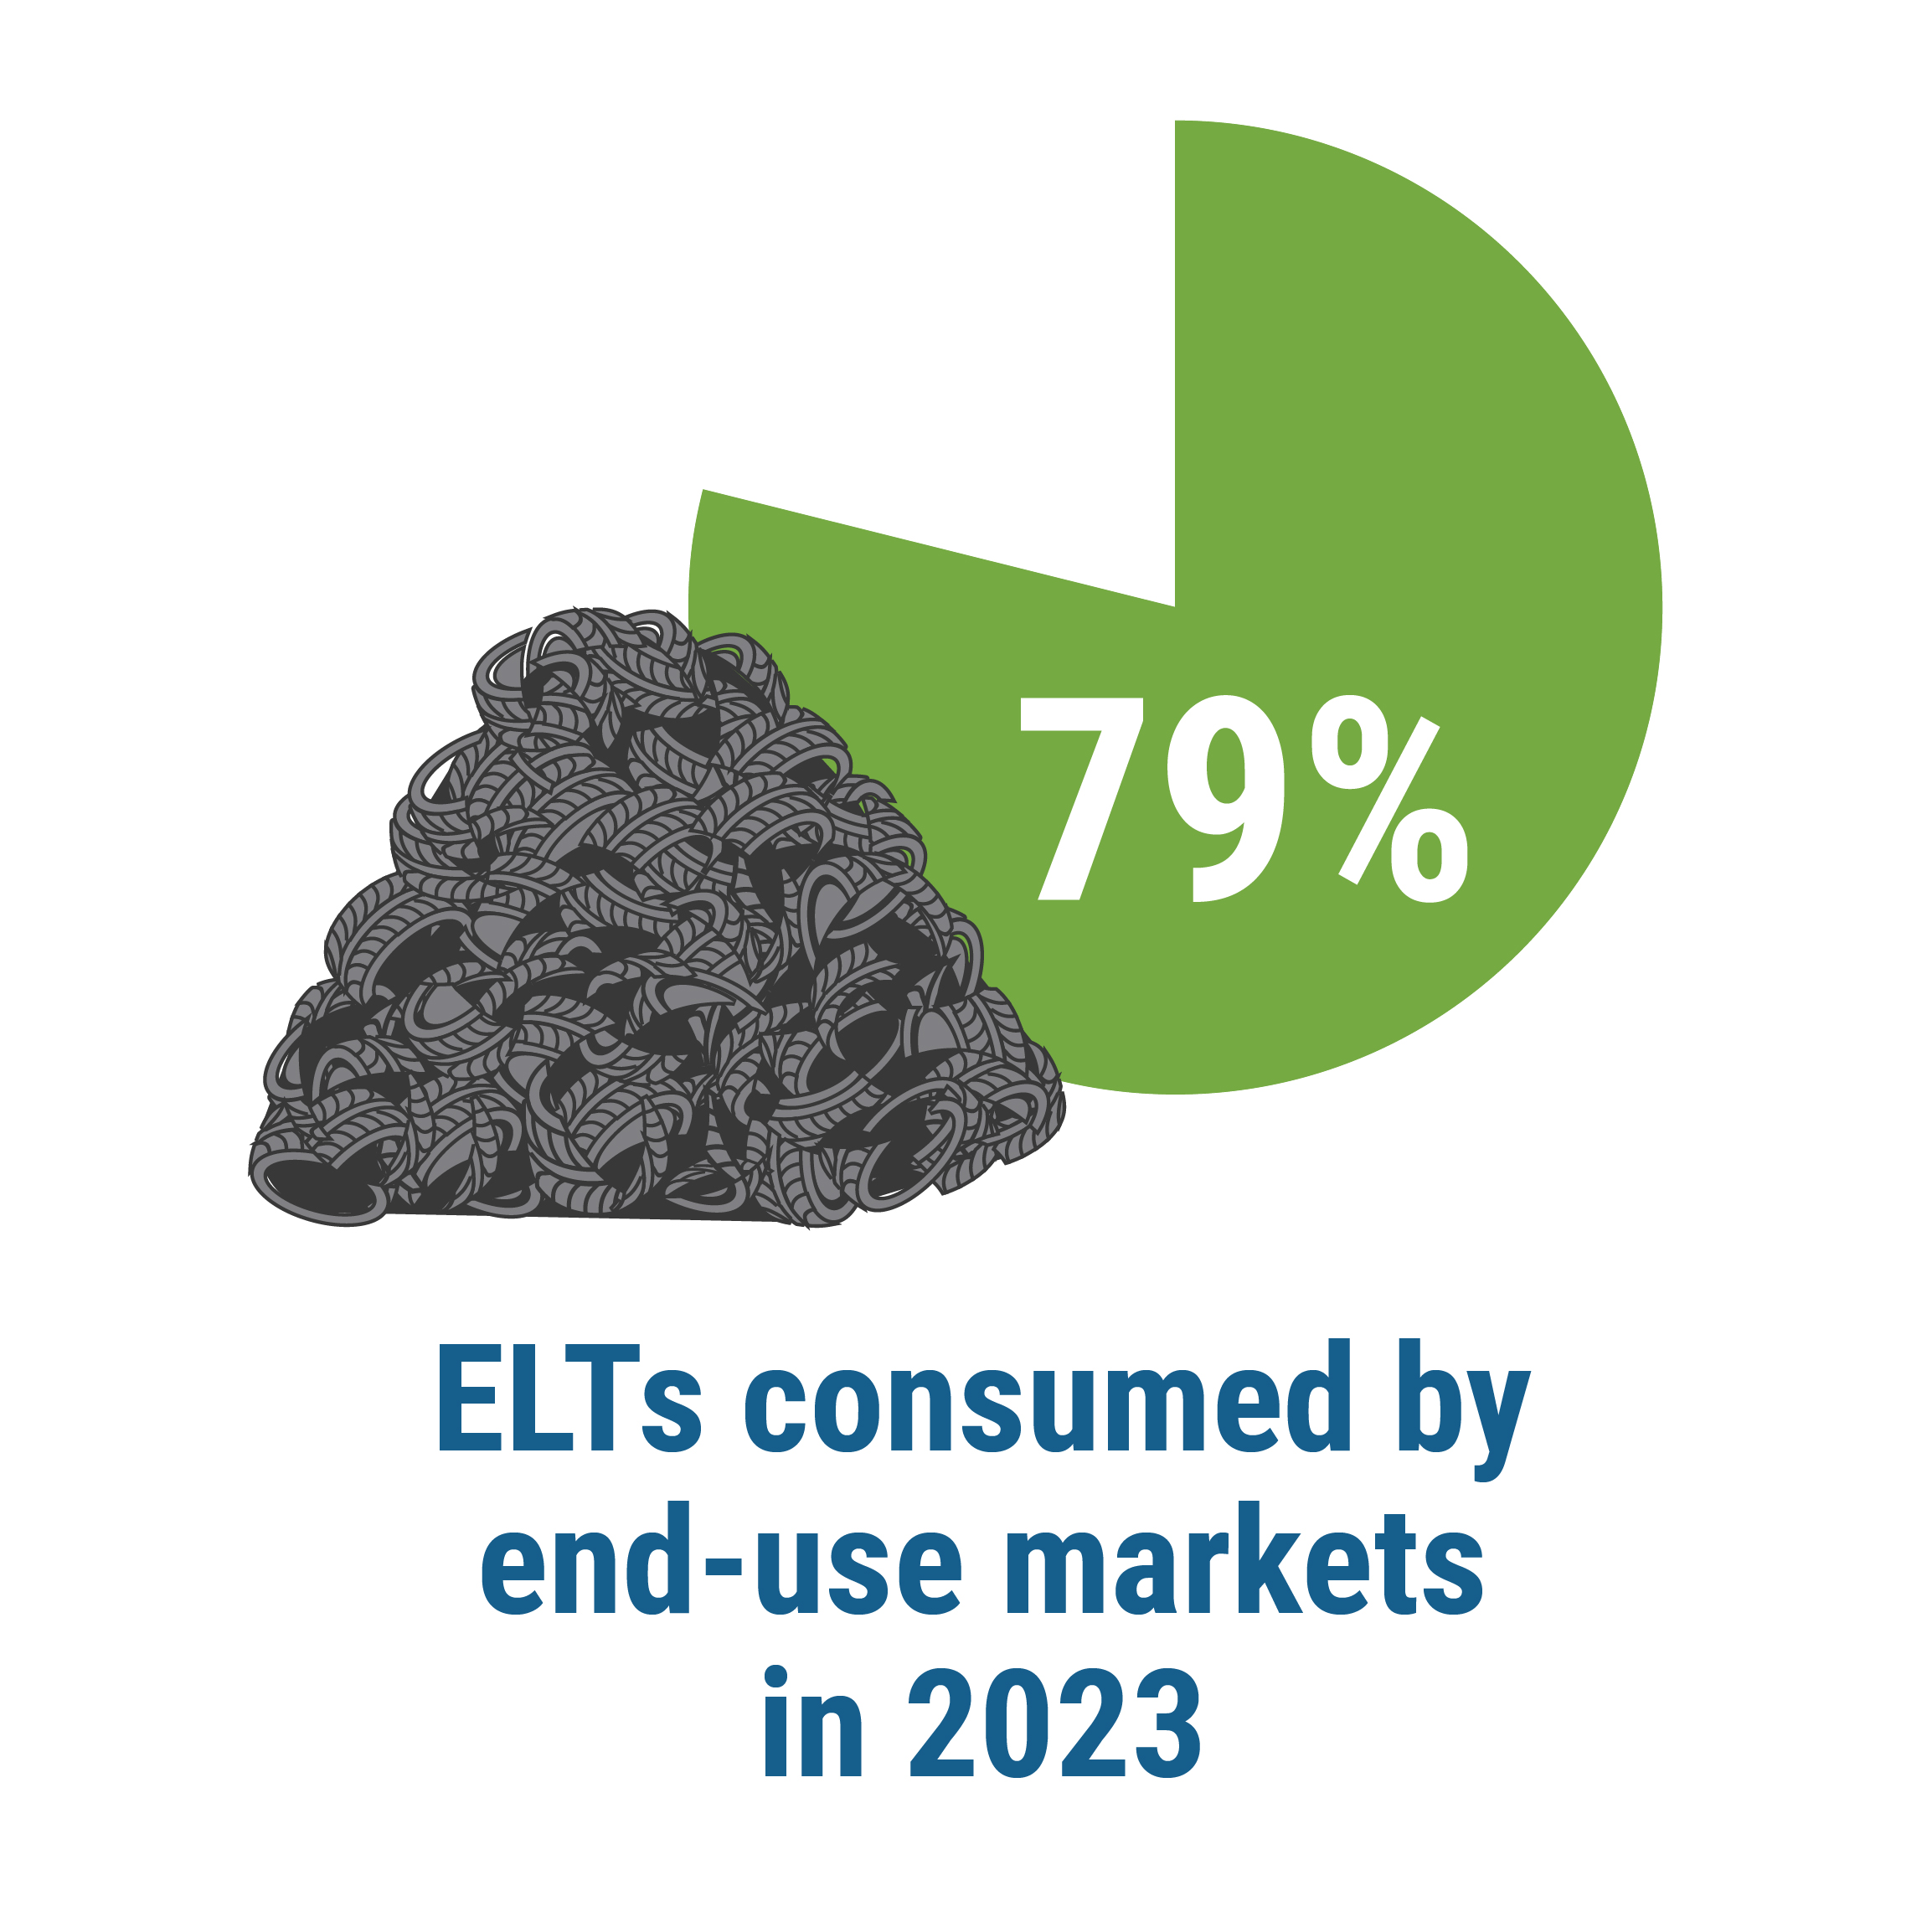 79%
ELTs consumed by
end-use markets
in 2023